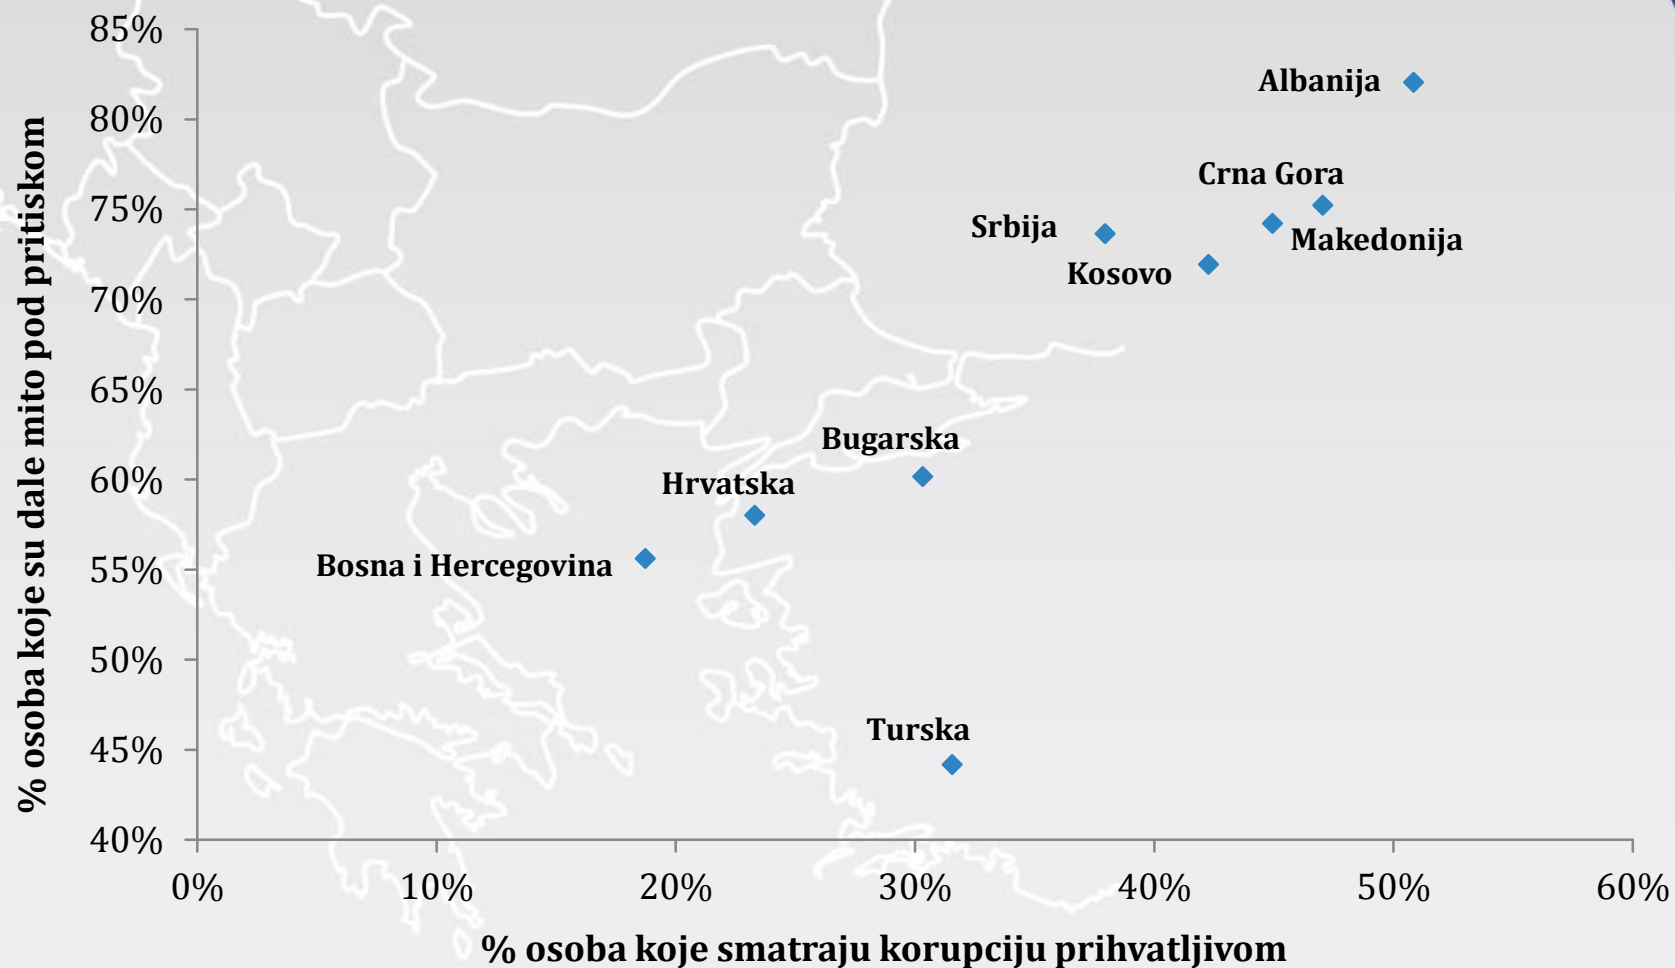 85%
80%
75%
70%
65%
60%
55%
50%
45%
40%
% osoba koje su dale mito pod pritiskom
Albanija
Crna Gora
Srbija
Makedonija
Kosovo
Bugarska
Hrvatska
Bosna i Hercegovina
Turska
0% 10% 20% 30% 40% 50% 60%
% osoba koje smatraju korupciju prihvatljivom